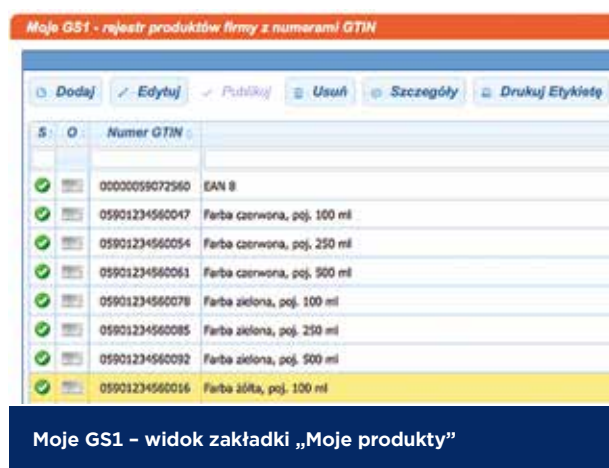 Moje GS1 - rejestr produktów firmy z numerami GTIN
Dodaj Edytuj Publikuj Usuń Szczegóły Drukuj Etykietę
S O Numer GTIN
00000059072560 EAN 8
05901234560047 Farba czerwona, poj. 100 ml
05901234560054 Farba czerwona, poj. 250 ml
05901234560061 Farba czerwona, poj. 500 ml
05901234560078 Farba zielona, poj. 100 ml
05901234560085 Farba zielona, poj. 250 ml
05901234560092 Farba zielona, poj. 500 ml
05901234560016 Farba żółta, poj. 100 ml
Moje GS1 – widok zakładki „Moje produkty”